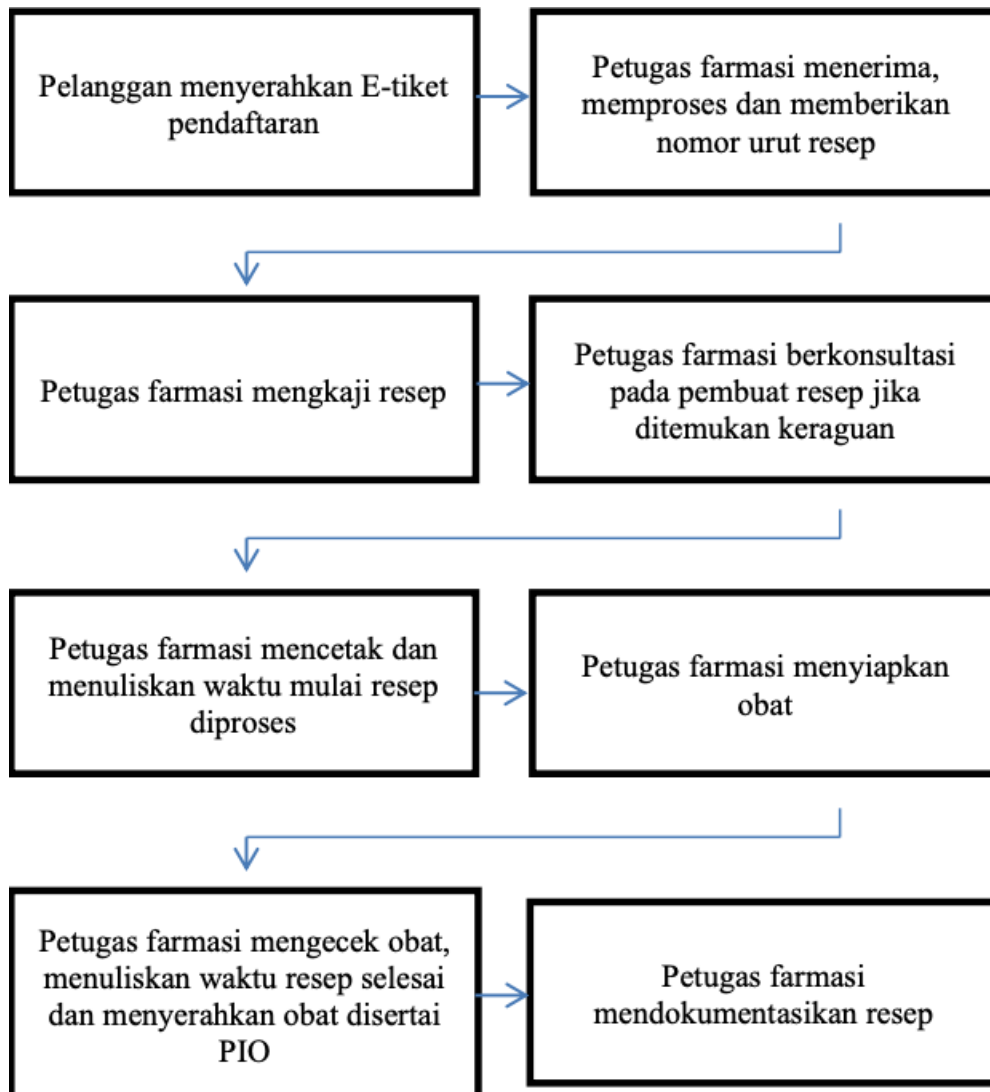 Pelanggan menyerahkan E-tiket
pendaftaran
Petugas farmasi menerima,
memproses dan memberikan
nomor urut resep
Petugas farmasi mengkaji resep
Petugas farmasi berkonsultasi
pada pembuat resep jika
ditemukan keraguan
Petugas farmasi mencetak dan
menuliskan waktu mulai resep
diproses
Petugas farmasi menyiapkan
obat
Petugas farmasi mengecek obat,
menuliskan waktu resep selesai
dan menyerahkan obat disertai
PIO
Petugas farmasi
mendokumentasikan resep